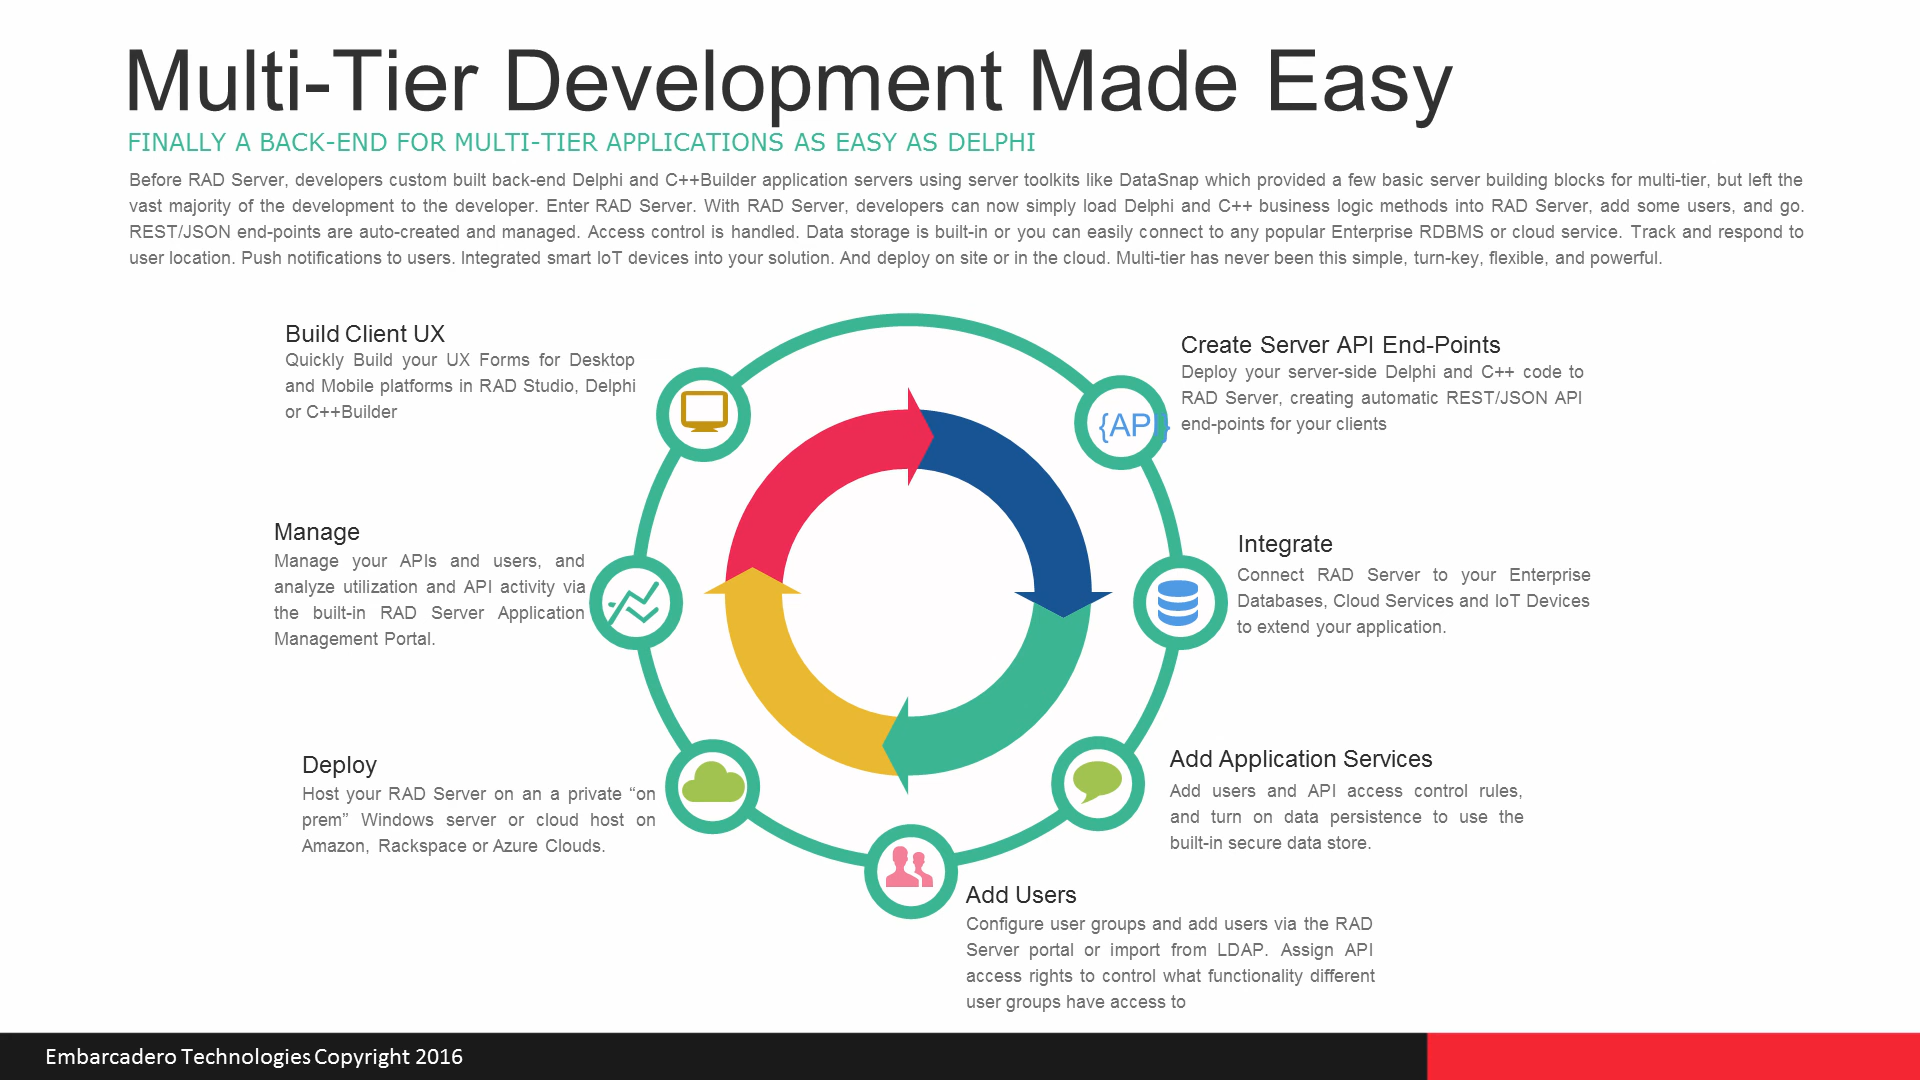 Multi-Tier Development Made Easy
FINALLY A BACK-END FOR MULTI-TIER APPLICATIONS AS EASY AS DELPHI
Before RAD Server, developers custom built back-end Delphi and C++Builder application servers using server toolkits like DataSnap which provided a few basic server building blocks for multi-tier, but left the
vast majority of the development to the developer. Enter RAD Server. With RAD Server, developers can now simply load Delphi and C++ business logic methods into RAD Server, add some users, and go.
REST/JSON end-points are auto-created and managed. Access control is handled. Data storage is built-in or you can easily connect to any popular Enterprise RDBMS or cloud service. Track and respond to
user location. Push notifications to users. Integrated smart IoT devices into your solution. And deploy on site or in the cloud. Multi-tier has never been this simple, turn-key, flexible, and powerful.
Build Client UX
Quickly Build your UX Forms for Desktop
and Mobile platforms in RAD Studio, Delphi
or C++Builder
Create Server API End-Points
Deploy your server-side Delphi and C++ code to
RAD Server, creating automatic REST/JSON API
end-points for your clients
{API}
Manage
Manage your APIs and users, and
analyze utilization and API activity via
the built-in RAD Server Application
Management Portal.
Integrate
Connect RAD Server to your Enterprise
Databases, Cloud Services and IoT Devices
to extend your application.
Deploy
Host your RAD Server on an a private “on
prem” Windows server or cloud host on
Amazon, Rackspace or Azure Clouds.
Add Application Services
Add users and API access control rules,
and turn on data persistence to use the
built-in secure data store.
Add Users
Configure user groups and add users via the RAD
Server portal or import from LDAP. Assign API
access rights to control what functionality different
user groups have access to
Embarcadero Technologies Copyright 2016